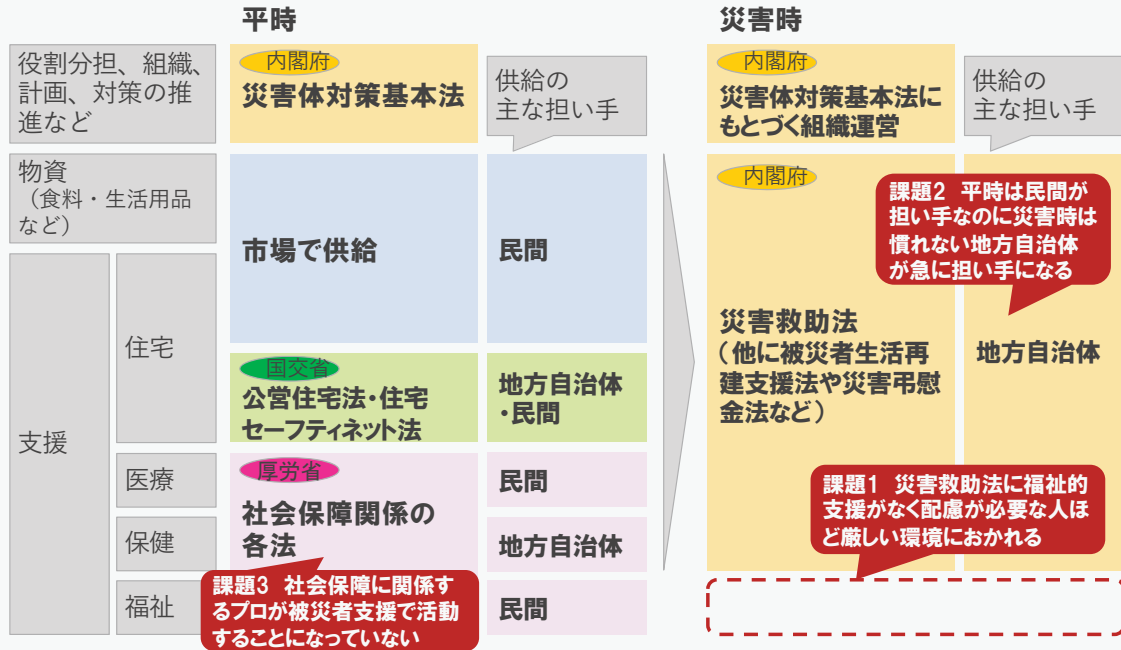 平時
災害時
役割分担、組織、
計画、対策の推
進など
内閣府
災害体対策基本法
供給の
主な担い手
内閣府
災害体対策基本法に
もとづく組織運営
供給の
主な担い手
物資
（食料・生活用品
など）
市場で供給
民間
内閣府
課題2 平時は民間が
担い手なのに災害時は
慣れない地方自治体
が急に担い手になる
災害救助法
（他に被災者生活再
建支援法や災害弔慰
金法など）
地方自治体
支援
住宅
国交省
公営住宅法・住宅
セーフティネット法
地方自治体
・民間
医療
厚労省
社会保障関係の
各法
民間
保健
地方自治体
課題1 災害救助法に福祉的
支援がなく配慮が必要な人ほ
ど厳しい環境におかれる
福祉
課題3 社会保障に関係す
るプロが被災者支援で活動
することになっていない
民間